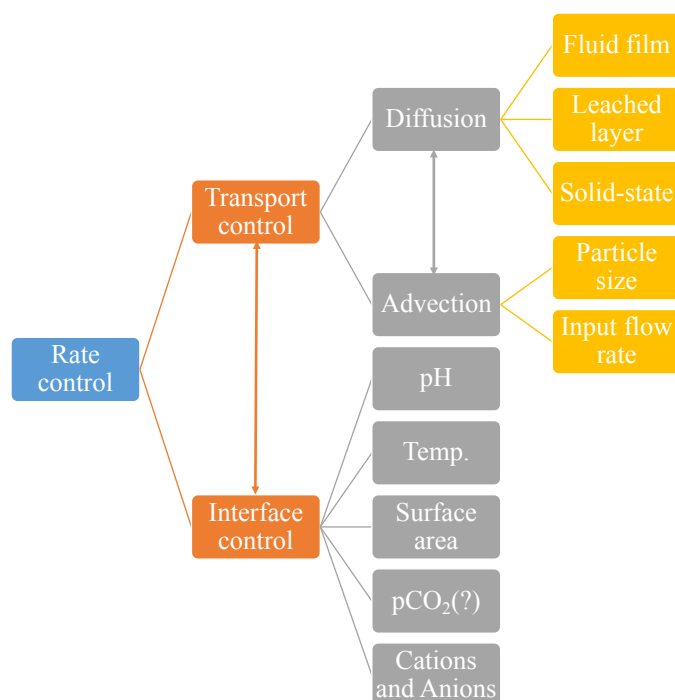 Fluid film
Leached
layer
Diffusion
Solid-state
Transport
control
Particle
size
Advection
Input flow
rate
Rate
control
pH
Temp.
Interface
control
Surface
area
pCO₂(?)
Cations
and Anions